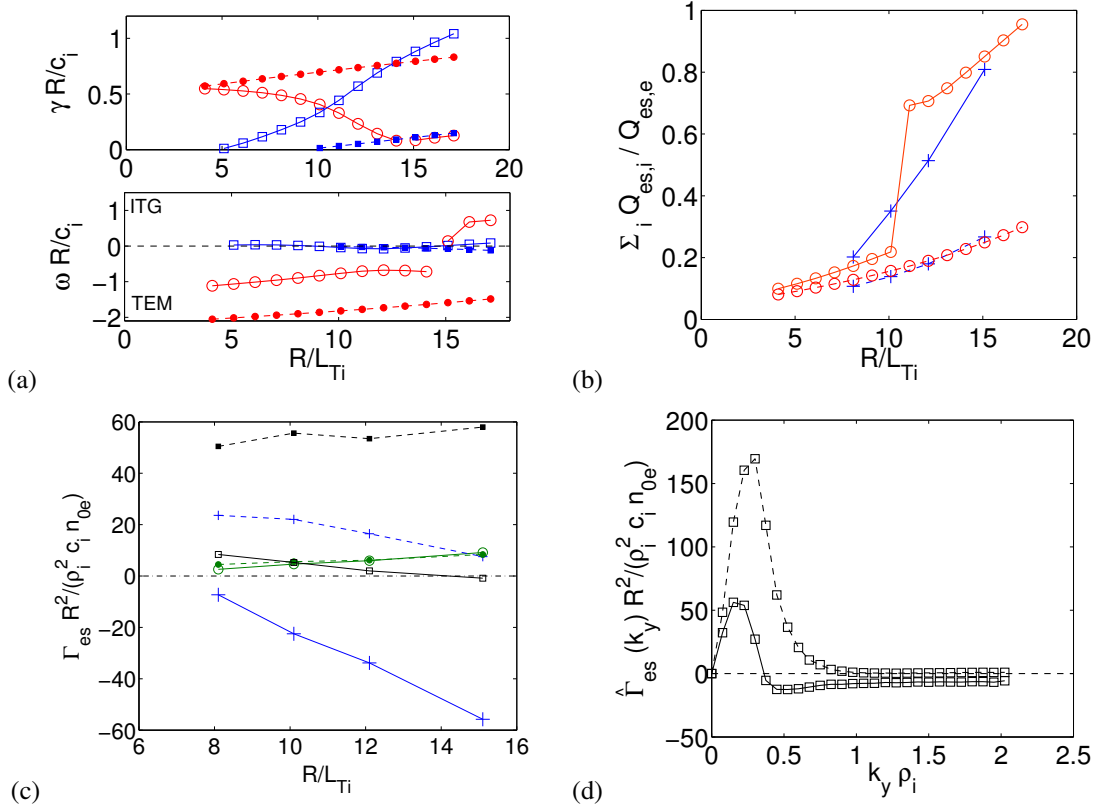 1
0.5
0
γ R/c_i
0 5 10 15 20
1
0
−1
−2
ω R/c_i
ITG
TEM
5 10 15
R/L_Ti
(a)
1
0.8
0.6
0.4
0.2
0
Σ_i Q_es,i / Q_es,e
0 5 10 15 20
R/L_Ti
(b)
60
40
20
0
−20
−40
−60
Γ_es R²/(ρ_i² c_i n_0e)
6 8 10 12 14 16
R/L_Ti
(c)
200
150
100
50
0
−50
Γ̂_es (k_y) R²/(ρ_i² c_i n_0e)
0 0.5 1 1.5 2 2.5
k_y ρ_i
(d)